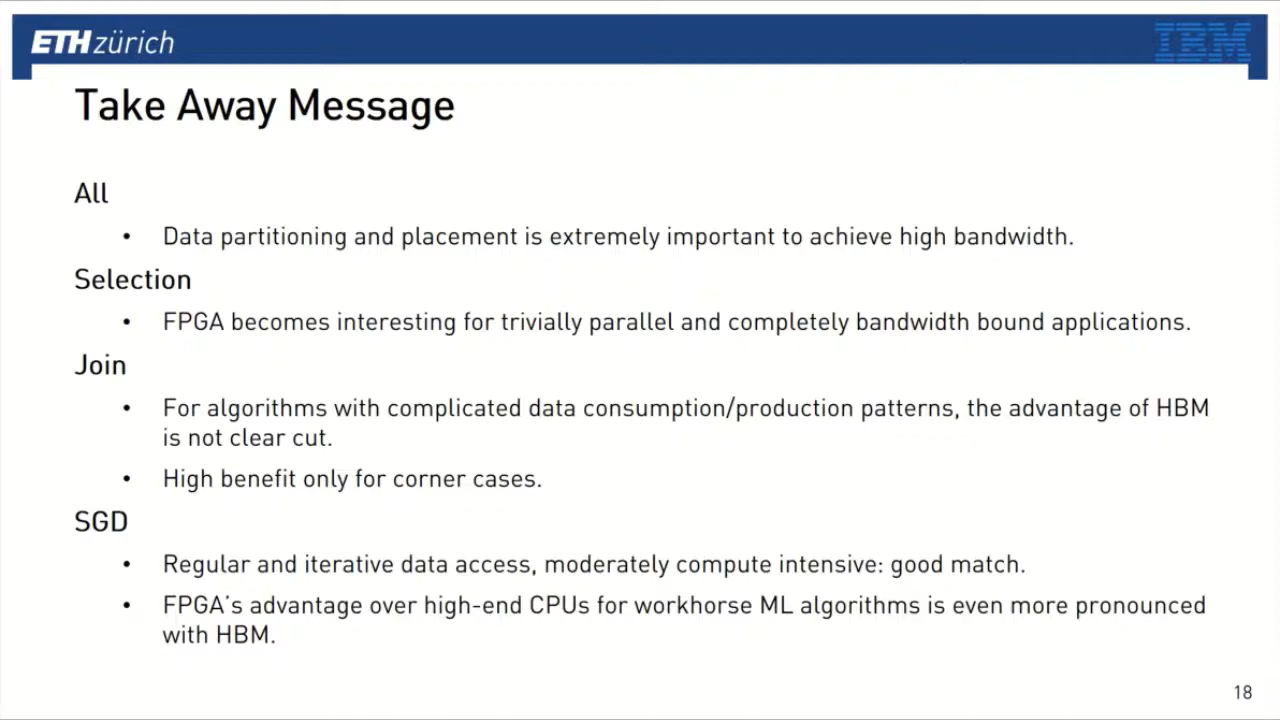 ETH zürich
IBM
Take Away Message
All
• Data partitioning and placement is extremely important to achieve high bandwidth.
Selection
• FPGA becomes interesting for trivially parallel and completely bandwidth bound applications.
Join
• For algorithms with complicated data consumption/production patterns, the advantage of HBM
is not clear cut.
• High benefit only for corner cases.
SGD
• Regular and iterative data access, moderately compute intensive: good match.
• FPGA's advantage over high-end CPUs for workhorse ML algorithms is even more pronounced
with HBM.
18